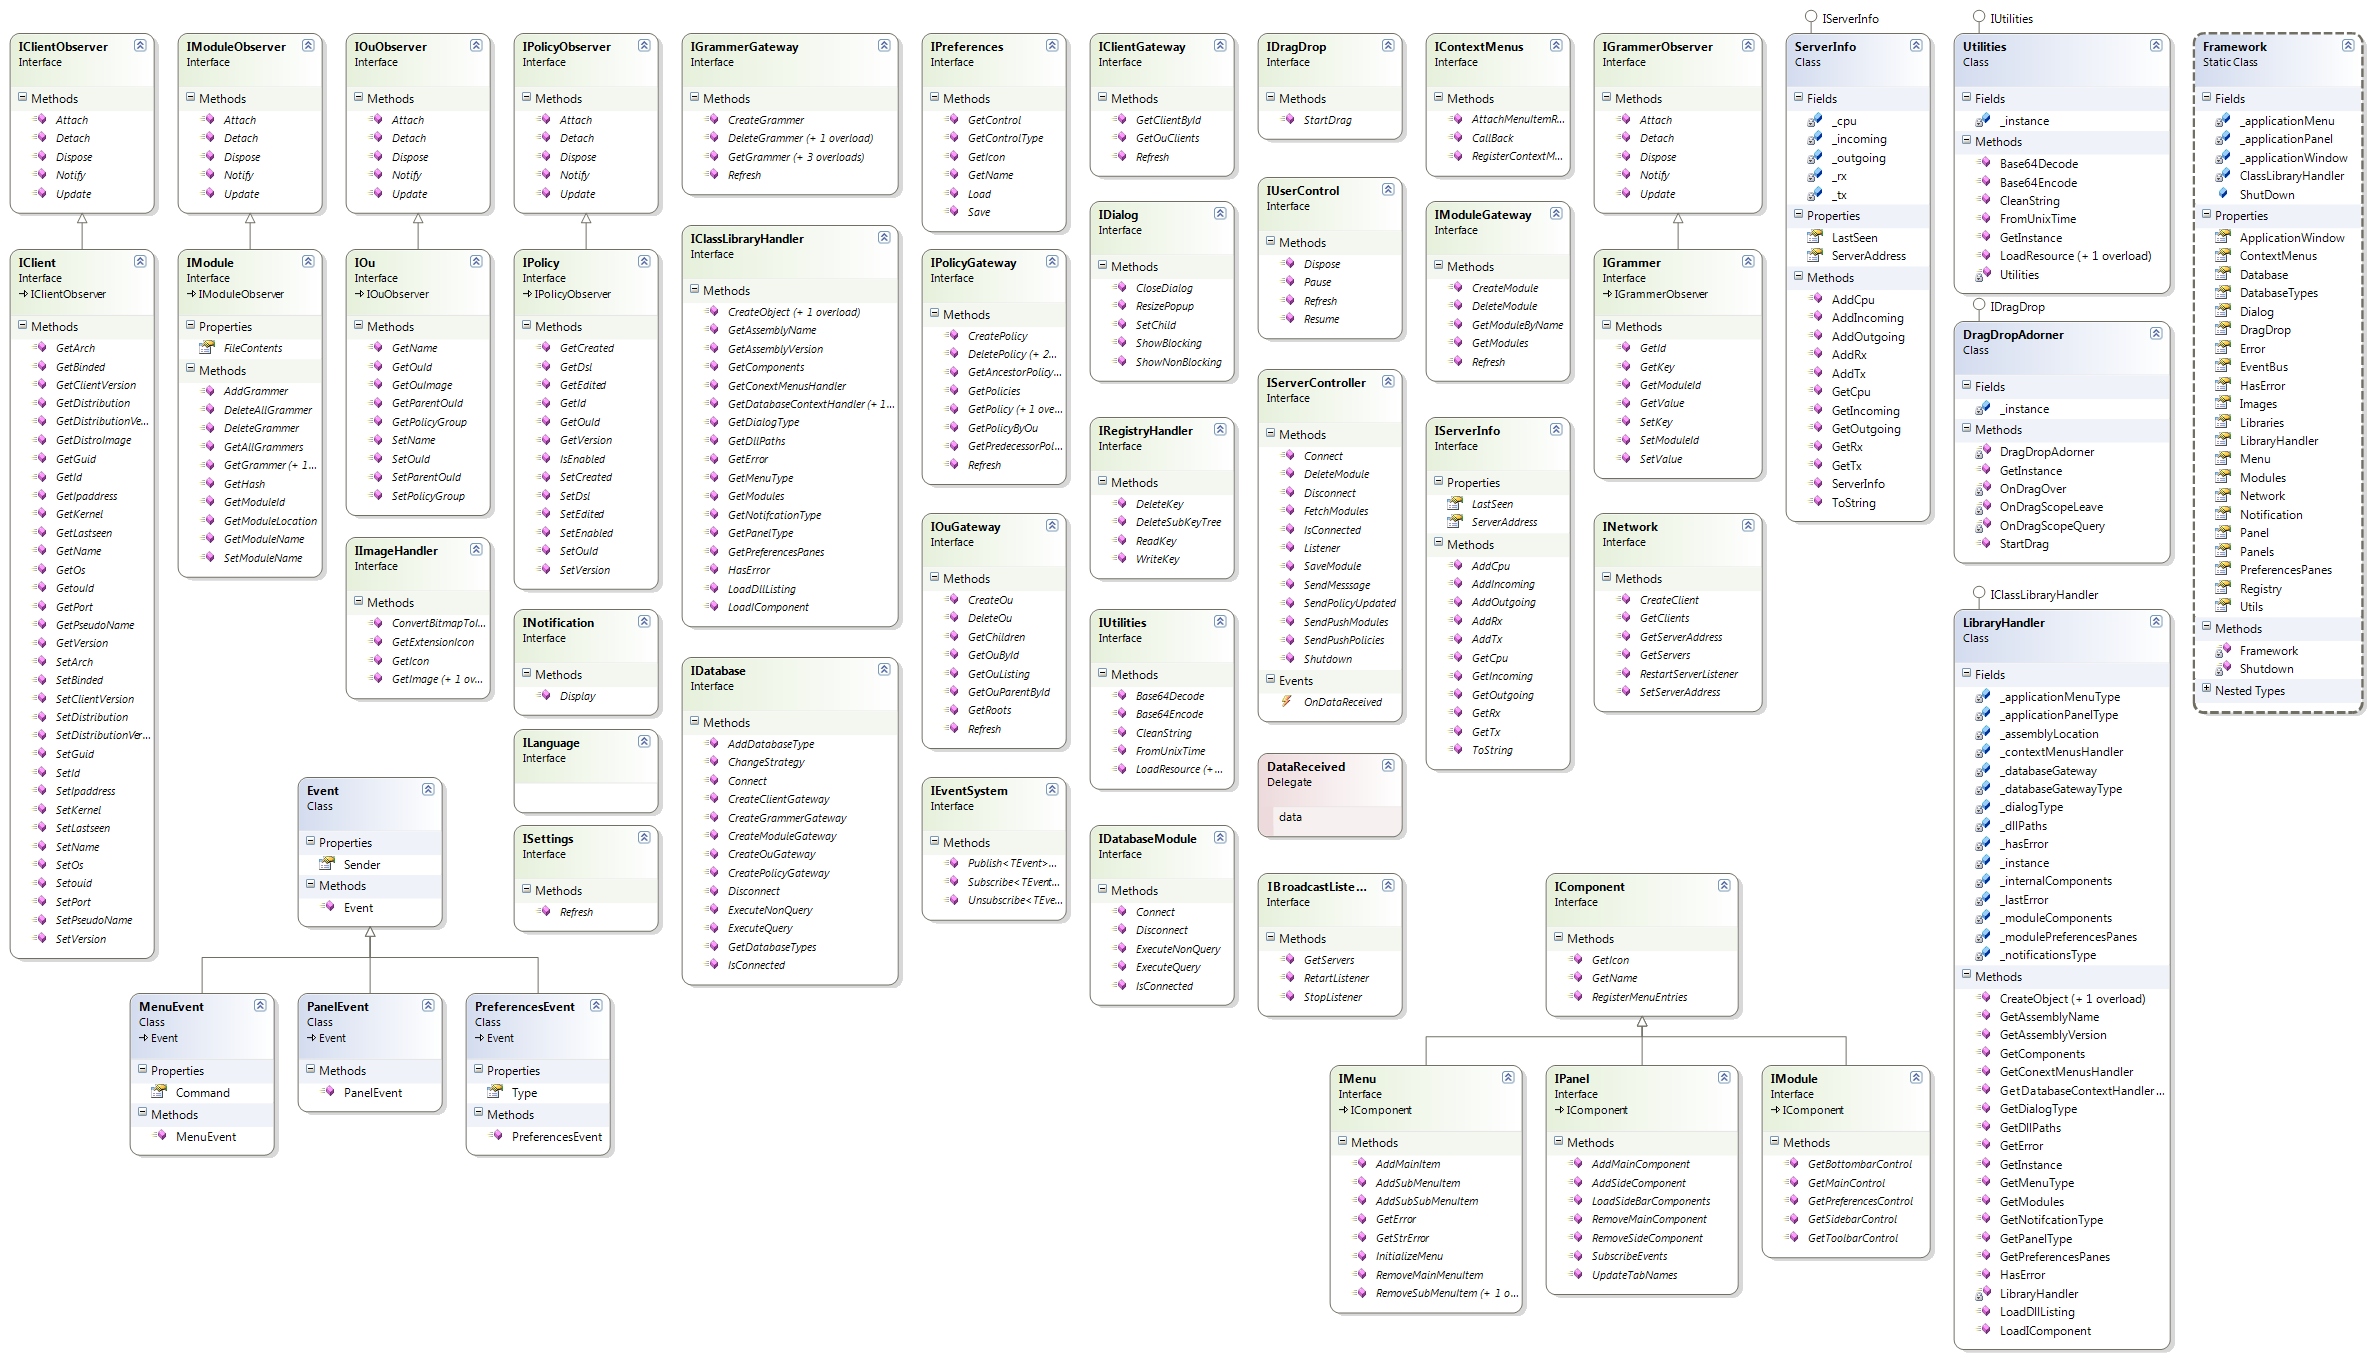 IClientObserver
Interface
Methods
Attach
Detach
Dispose
Notify
Update
IClient
Interface
IClientObserver
Methods
GetArch
GetBinded
GetClientVersion
GetDistribution
GetDistributionVe...
GetDistroImage
GetGuid
GetId
GetIpaddress
GetKernel
GetLastseen
GetName
GetOs
GetouId
GetPort
GetPseudoName
GetVersion
SetArch
SetBinded
SetClientVersion
SetDistribution
SetDistributionVer...
SetGuid
SetId
SetIpaddress
SetKernel
SetLastseen
SetName
SetOs
Setouid
SetPort
SetPseudoName
SetVersion
IModuleObserver
Interface
Methods
Attach
Detach
Dispose
Notify
Update
IModule
Interface
IModuleObserver
Properties
FileContents
Methods
AddGrammer
DeleteAllGrammer
DeleteGrammer
GetAllGrammers
GetGrammer (+ 1...
GetHash
GetModuleId
GetModuleLocation
GetModuleName
SetModuleName
IOuObserver
Interface
Methods
Attach
Detach
Dispose
Notify
Update
IOu
Interface
IOuObserver
Methods
GetName
GetOuId
GetOuImage
GetParentOuId
GetPolicyGroup
SetName
SetOuId
SetParentOuId
SetPolicyGroup
IImageHandler
Interface
Methods
ConvertBitmapToI...
GetExtensionIcon
GetIcon
GetImage (+ 1 ov...
Event
Class
Properties
Sender
Methods
Event
MenuEvent
Class
Event
Properties
Command
Methods
MenuEvent
PanelEvent
Class
Event
Methods
PanelEvent
PreferencesEvent
Class
Event
Properties
Type
Methods
PreferencesEvent
IPolicyObserver
Interface
Methods
Attach
Detach
Dispose
Notify
Update
IPolicy
Interface
IPolicyObserver
Methods
GetCreated
GetDsl
GetEdited
GetId
GetOuId
GetVersion
IsEnabled
SetCreated
SetDsl
SetEdited
SetEnabled
SetOuId
SetVersion
INotification
Interface
Methods
Display
ILanguage
Interface
ISettings
Interface
Methods
Refresh
IGrammerGateway
Interface
Methods
CreateGrammer
DeleteGrammer (+ 1 overload)
GetGrammer (+ 3 overloads)
Refresh
IClassLibraryHandler
Interface
Methods
CreateObject (+ 1 overload)
GetAssemblyName
GetAssemblyVersion
GetComponents
GetConextMenusHandler
GetDatabaseContextHandler (+ 1...
GetDialogType
GetDllPaths
GetError
GetMenuType
GetModules
GetNotifcationType
GetPanelType
GetPreferencesPanes
HasError
LoadDllListing
LoadIComponent
IDatabase
Interface
Methods
AddDatabaseType
ChangeStrategy
Connect
CreateClientGateway
CreateGrammerGateway
CreateModuleGateway
CreateOuGateway
CreatePolicyGateway
Disconnect
ExecuteNonQuery
ExecuteQuery
GetDatabaseTypes
IsConnected
IPreferences
Interface
Methods
GetControl
GetControlType
GetIcon
GetName
Load
Save
IPolicyGateway
Interface
Methods
CreatePolicy
DeletePolicy (+ 2...
GetAncestorPolicy...
GetPolicies
GetPolicy (+ 1 ove...
GetPolicyByOu
GetPredecessorPol...
Refresh
IOuGateway
Interface
Methods
CreateOu
DeleteOu
GetChildren
GetOuById
GetOuListing
GetOuParentById
GetRoots
Refresh
IEventSystem
Interface
Methods
Publish<TEvent>...
Subscribe<TEvent...
Unsubscribe<TEve...
IClientGateway
Interface
Methods
GetClientById
GetOuClients
Refresh
IDialog
Interface
Methods
CloseDialog
ResizePopup
SetChild
ShowBlocking
ShowNonBlocking
IRegistryHandler
Interface
Methods
DeleteKey
DeleteSubKeyTree
ReadKey
WriteKey
IUtilities
Interface
Methods
Base64Decode
Base64Encode
CleanString
FromUnixTime
LoadResource (+ ...
IDatabaseModule
Interface
Methods
Connect
Disconnect
ExecuteNonQuery
ExecuteQuery
IsConnected
IDragDrop
Interface
Methods
StartDrag
IUserControl
Interface
Methods
Dispose
Pause
Refresh
Resume
IServerController
Interface
Methods
Connect
DeleteModule
Disconnect
FetchModules
IsConnected
Listener
SaveModule
SendMesssage
SendPolicyUpdated
SendPushModules
SendPushPolicies
Shutdown
Events
OnDataReceived
DataReceived
Delegate
data
IBroadcastListe...
Interface
Methods
GetServers
RetartListener
StopListener
IContextMenus
Interface
Methods
AttachMenuItemR...
CallBack
RegisterContextM...
IModuleGateway
Interface
Methods
CreateModule
DeleteModule
GetModuleByName
GetModules
Refresh
IServerInfo
Interface
Properties
LastSeen
ServerAddress
Methods
AddCpu
AddIncoming
AddOutgoing
AddRx
AddTx
GetCpu
GetIncoming
GetOutgoing
GetRx
GetTx
ToString
IGrammerObserver
Interface
Methods
Attach
Detach
Dispose
Notify
Update
IGrammer
Interface
IGrammerObserver
Methods
GetId
GetKey
GetModuleId
GetValue
SetKey
SetModuleId
SetValue
INetwork
Interface
Methods
CreateClient
GetClients
GetServerAddress
GetServers
RestartServerListener
SetServerAddress
IComponent
Interface
Methods
GetIcon
GetName
RegisterMenuEntries
IMenu
Interface
IComponent
Methods
AddMainItem
AddSubMenuItem
AddSubSubMenuItem
GetError
GetStrError
InitializeMenu
RemoveMainMenuItem
RemoveSubMenuItem (+ 1 o...
IPanel
Interface
IComponent
Methods
AddMainComponent
AddSideComponent
LoadSideBarComponents
RemoveMainComponent
RemoveSideComponent
SubscribeEvents
UpdateTabNames
IModule
Interface
IComponent
Methods
GetBottombarControl
GetMainControl
GetPreferencesControl
GetSidebarControl
GetToolbarControl
IServerInfo
ServerInfo
Class
Fields
_cpu
_incoming
_outgoing
_rx
_tx
Properties
LastSeen
ServerAddress
Methods
AddCpu
AddIncoming
AddOutgoing
AddRx
AddTx
GetCpu
GetIncoming
GetOutgoing
GetRx
GetTx
ServerInfo
ToString
IUtilities
Utilities
Class
Fields
_instance
Methods
Base64Decode
Base64Encode
CleanString
FromUnixTime
GetInstance
LoadResource (+ 1 overload)
Utilities
IDragDrop
DragDropAdorner
Class
Fields
_instance
Methods
DragDropAdorner
GetInstance
OnDragOver
OnDragScopeLeave
OnDragScopeQuery
StartDrag
IClassLibraryHandler
LibraryHandler
Class
Fields
_applicationMenuType
_applicationPanelType
_assemblyLocation
_contextMenusHandler
_databaseGateway
_databaseGatewayType
_dialogType
_dllPaths
_hasError
_instance
_internalComponents
_lastError
_moduleComponents
_modulePreferencesPanes
_notificationsType
Methods
CreateObject (+ 1 overload)
GetAssemblyName
GetAssemblyVersion
GetComponents
GetConextMenusHandler
GetDatabaseContextHandler...
GetDialogType
GetDllPaths
GetError
GetInstance
GetMenuType
GetModules
GetNotifcationType
GetPanelType
GetPreferencesPanes
HasError
LibraryHandler
LoadDllListing
LoadIComponent
Framework
Static Class
Fields
_applicationMenu
_applicationPanel
_applicationWindow
ClassLibraryHandler
ShutDown
Properties
ApplicationWindow
ContextMenus
Database
DatabaseTypes
Dialog
DragDrop
Error
EventBus
HasError
Images
Libraries
LibraryHandler
Menu
Modules
Network
Notification
Panel
Panels
PreferencesPanes
Registry
Utils
Methods
Framework
Shutdown
Nested Types